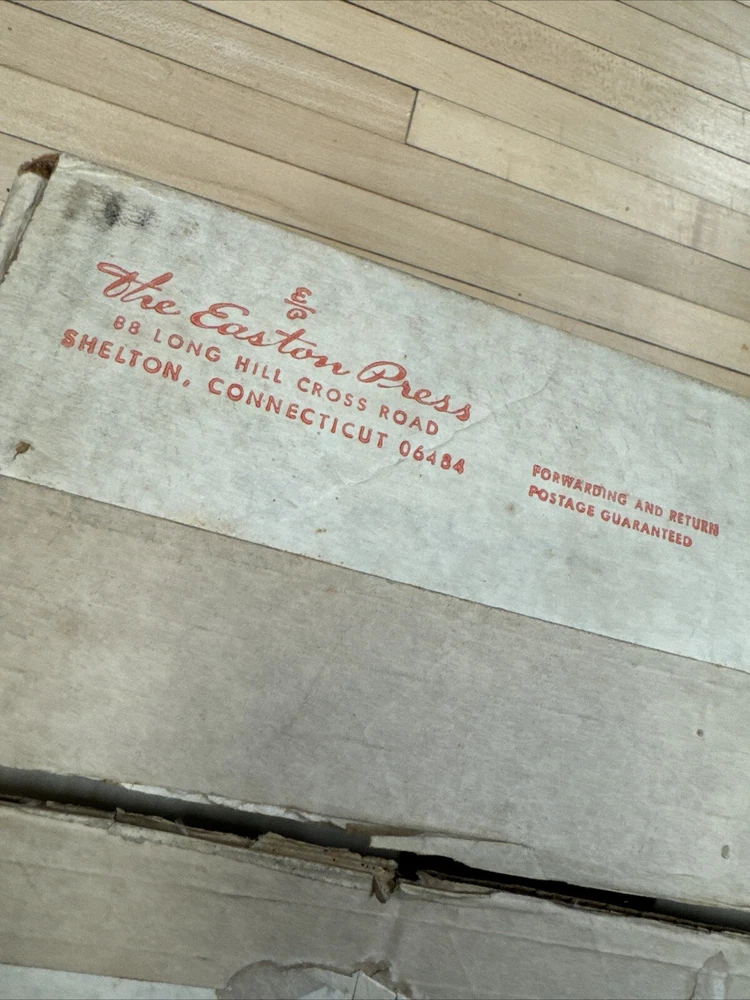 E
P
The Easton Press
88 LONG HILL CROSS ROAD
SHELTON, CONNECTICUT 06484
FORWARDING AND RETURN
POSTAGE GUARANTEED